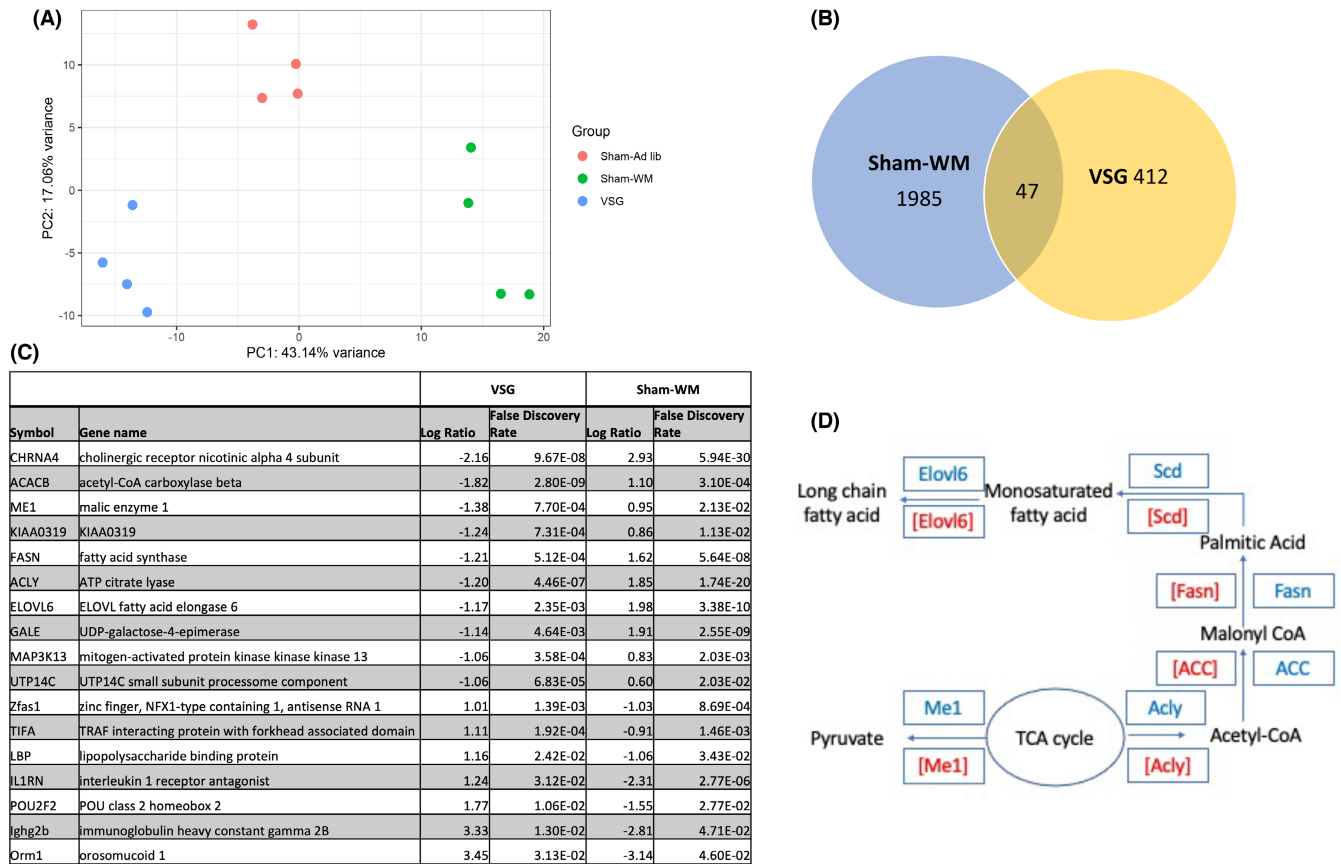 (A)
10
5
0
-5
-10
PC2: 17.06% variance
-10
0
10
20
PC1: 43.14% variance
Group
Sham-Ad lib
Sham-WM
VSG
(B)
Sham-WM
1985
47
VSG 412
(C)
VSG Sham-WM
Symbol Gene name Log Ratio False Discovery Rate Log Ratio False Discovery Rate
CHRNA4 cholinergic receptor nicotinic alpha 4 subunit -2.16 9.67E-08 2.93 5.94E-30
ACACB acetyl-CoA carboxylase beta -1.82 2.80E-09 1.10 3.10E-04
ME1 malic enzyme 1 -1.38 7.70E-04 0.95 2.13E-02
KIAA0319 KIAA0319 -1.24 7.31E-04 0.86 1.13E-02
FASN fatty acid synthase -1.21 5.12E-04 1.62 5.64E-08
ACLY ATP citrate lyase -1.20 4.46E-07 1.85 1.74E-20
ELOVL6 ELOVL fatty acid elongase 6 -1.17 2.35E-03 1.98 3.38E-10
GALE UDP-galactose-4-epimerase -1.14 4.64E-03 1.91 2.55E-09
MAP3K13 mitogen-activated protein kinase kinase kinase 13 -1.06 3.58E-04 0.83 2.03E-03
UTP14C UTP14C small subunit processome component -1.06 6.83E-05 0.60 2.03E-02
Zfas1 zinc finger, NFX1-type containing 1, antisense RNA 1 1.01 1.39E-03 -1.03 8.69E-04
TIFA TRAF interacting protein with forkhead associated domain 1.11 1.92E-04 -0.91 1.46E-03
LBP lipopolysaccharide binding protein 1.16 2.42E-02 -1.06 3.43E-02
IL1RN interleukin 1 receptor antagonist 1.24 3.12E-02 -2.31 2.77E-06
POU2F2 POU class 2 homeobox 2 1.77 1.06E-02 -1.55 2.77E-02
Ighg2b immunoglobulin heavy constant gamma 2B 3.33 1.30E-02 -2.81 4.71E-02
Orm1 orosomucoid 1 3.45 3.13E-02 -3.14 4.60E-02
(D)
Elovl6
Scd
Long chain
fatty acid
Monosaturated
fatty acid
[Elovl6]
[Scd]
Palmitic Acid
[Fasn]
Fasn
Malonyl CoA
[ACC]
ACC
Me1
Acly
Pyruvate
TCA cycle
Acetyl-CoA
[Me1]
[Acly]